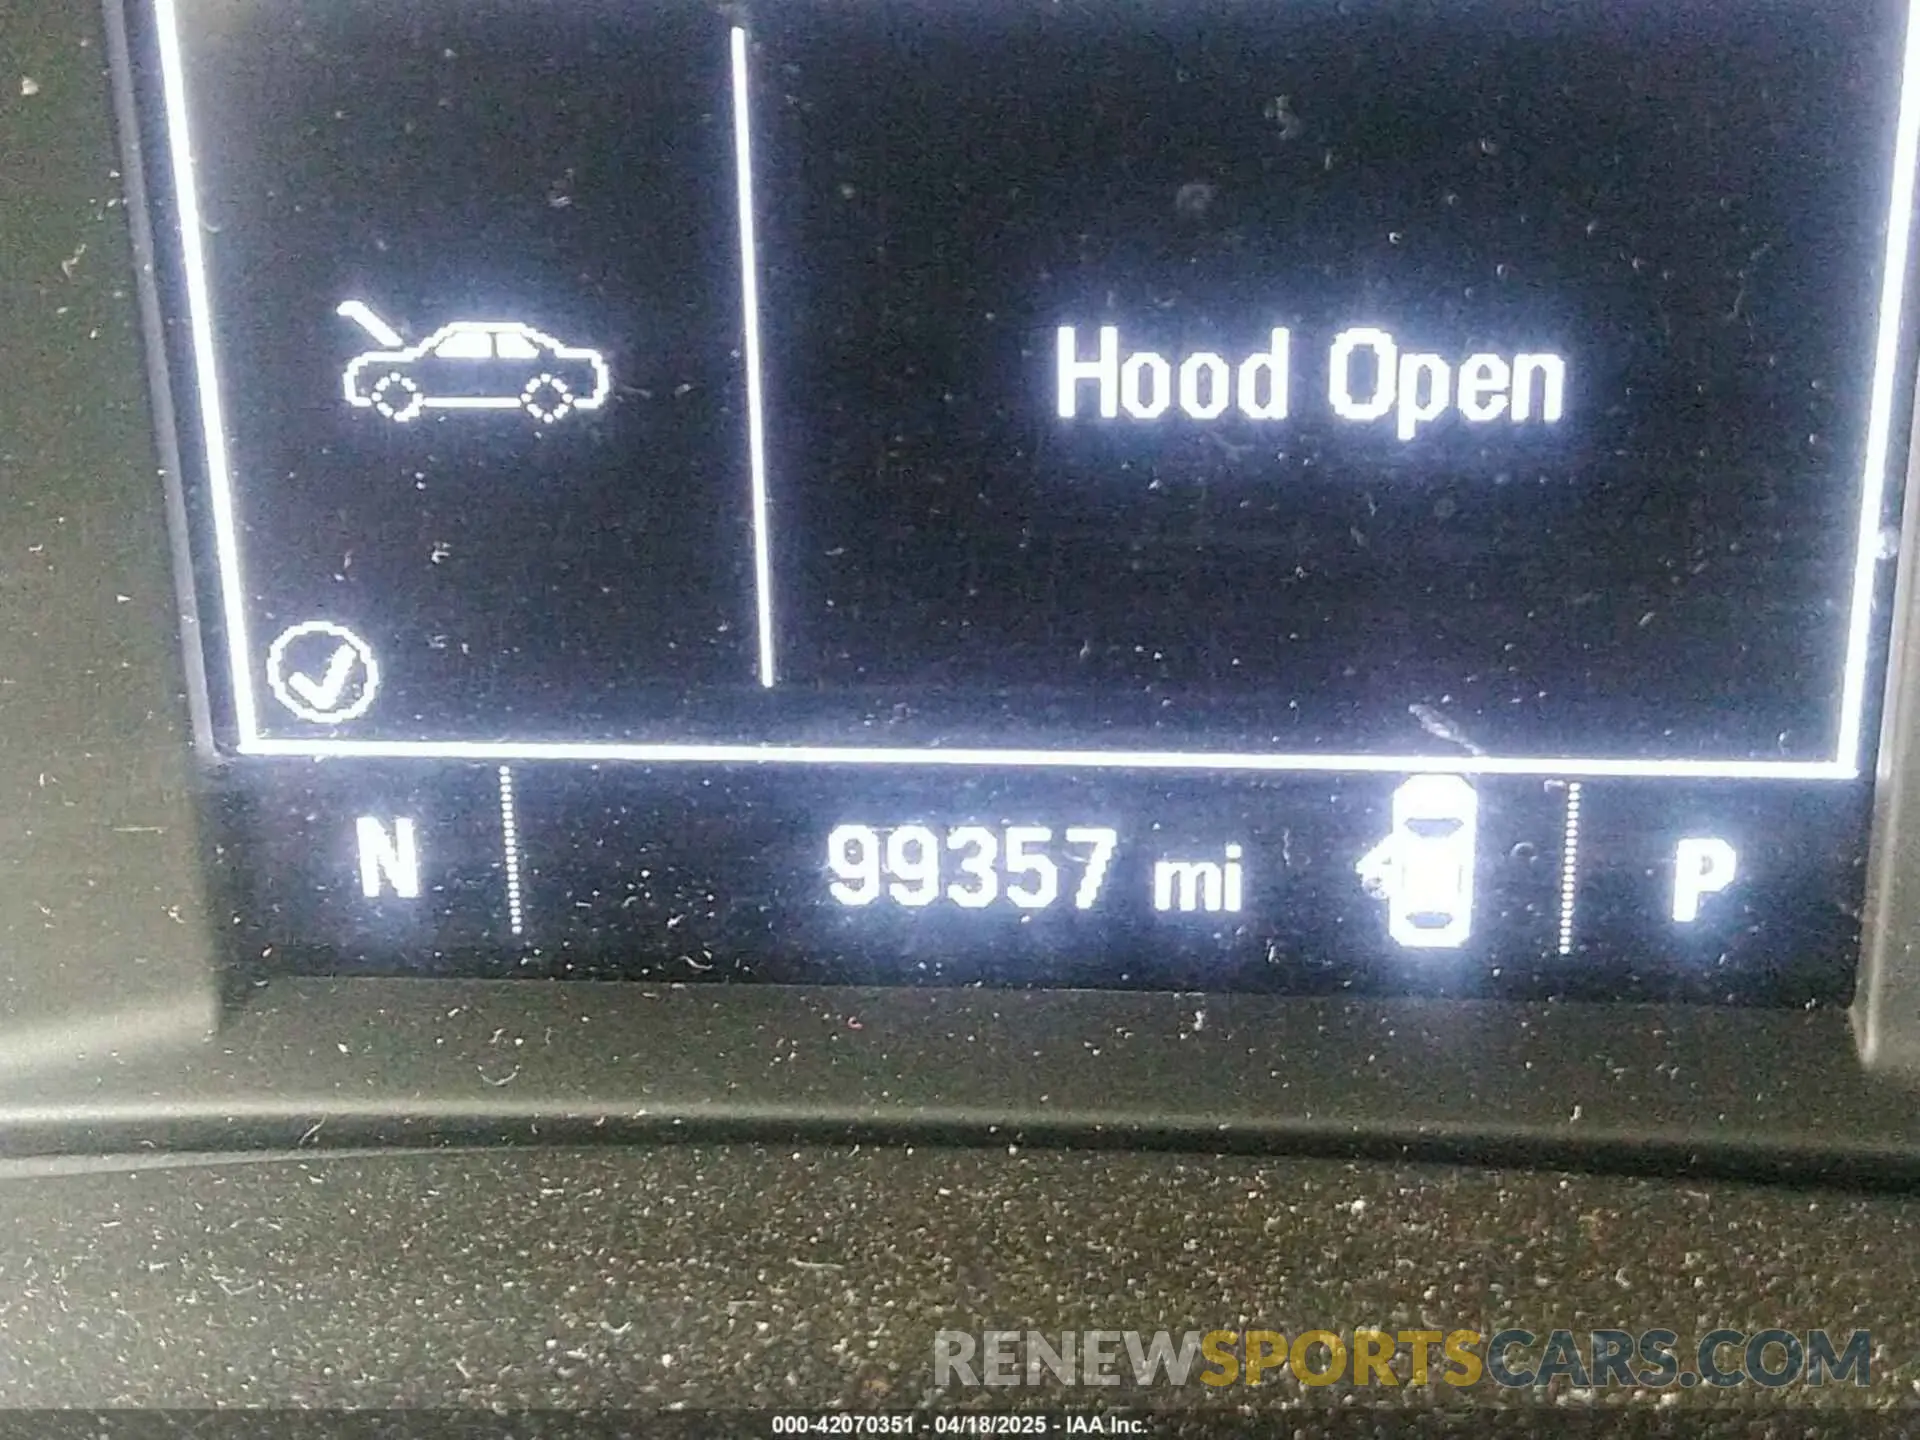 Hood Open
N 99357 mi P
RENEWSPORTSCARS.COM
000-42070351 - 04/18/2025 - IAA Inc.